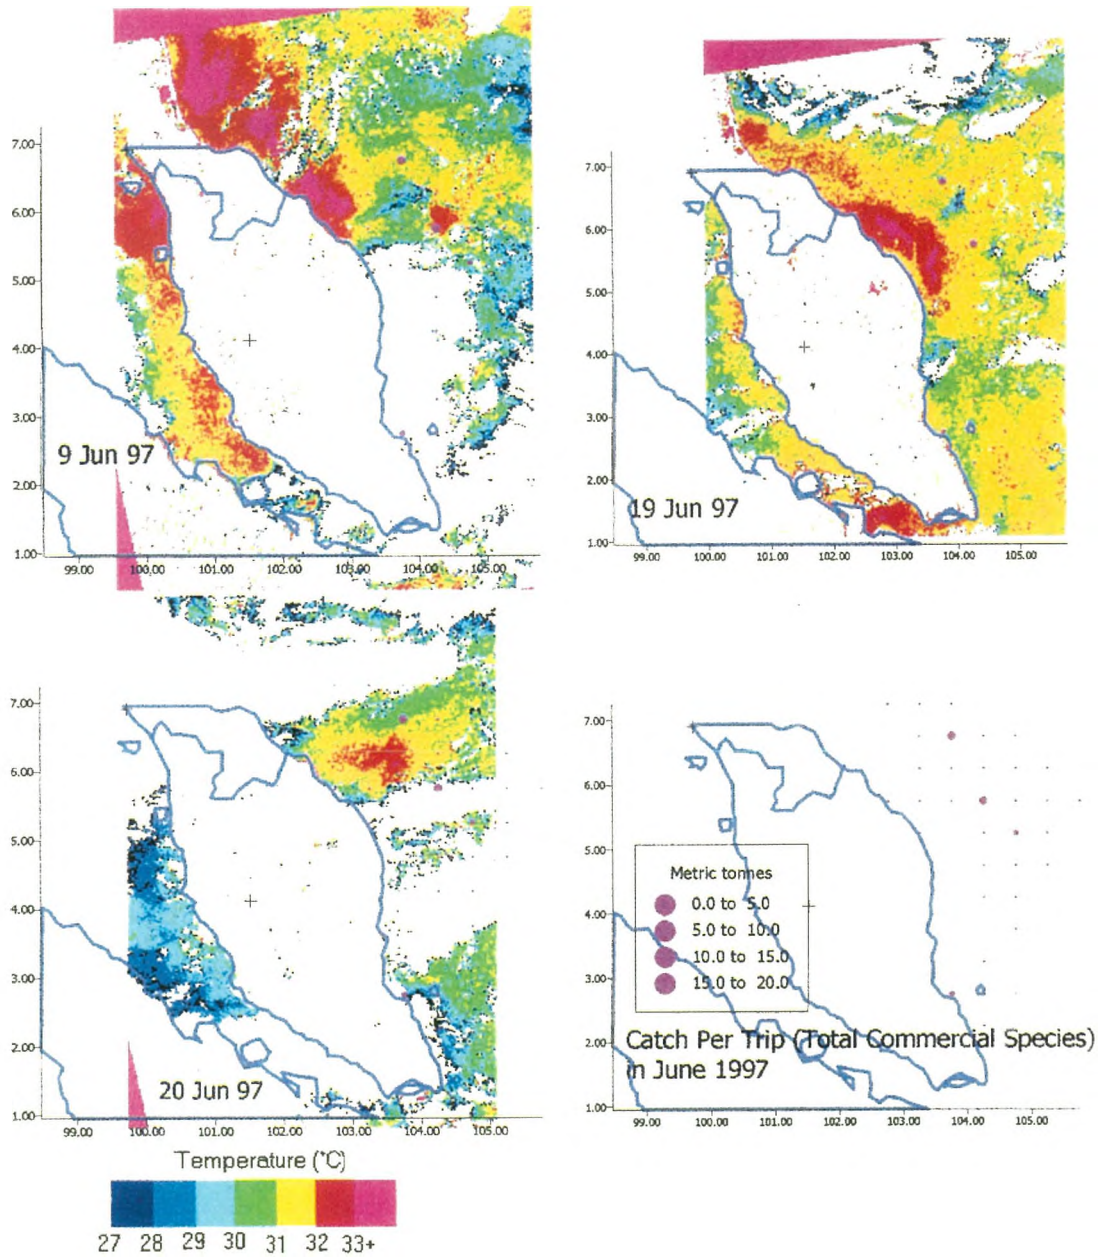 7.00
6.00
5.00
4.00
3.00
2.00
1.00
9 Jun 97
99.00 100.00 101.00 102.00 103.00 104.00 105.00
7.00
6.00
5.00
4.00
3.00
2.00
1.00
19 Jun 97
99.00 100.00 101.00 102.00 103.00 104.00 105.00
7.00
6.00
5.00
4.00
3.00
2.00
1.00
20 Jun 97
99.00 100.00 101.00 102.00 103.00 104.00 105.00
7.00
6.00
5.00
4.00
3.00
2.00
1.00
Metric tonnes
0.0 to 5.0
5.0 to 10.0
10.0 to 15.0
15.0 to 20.0
Catch Per Trip (Total Commercial Species)
in June 1997
99.00 100.00 101.00 102.00 103.00 104.00 105.00
Temperature (°C)
27 28 29 30 31 32 33+